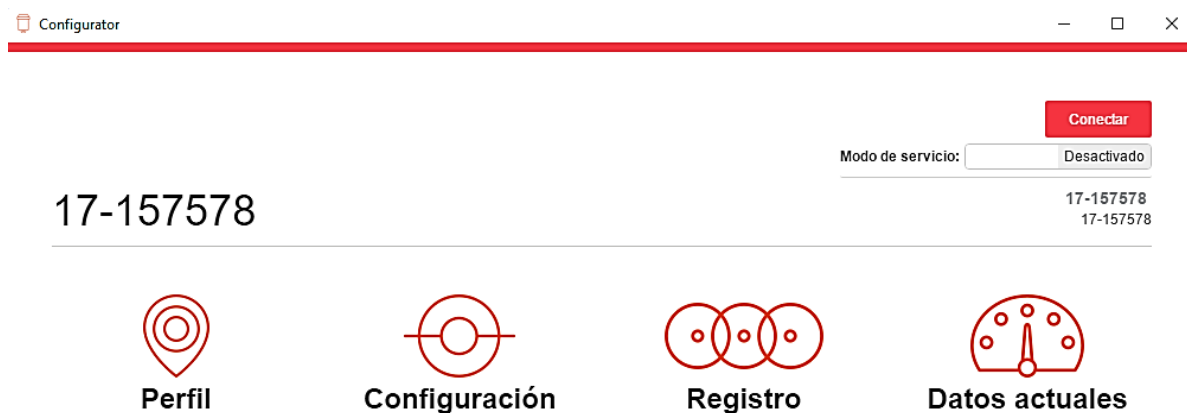 Configurator
Conectar
Modo de servicio: Desactivado
17-157578
17-157578
17-157578
Perfil Configuración Registro Datos actuales